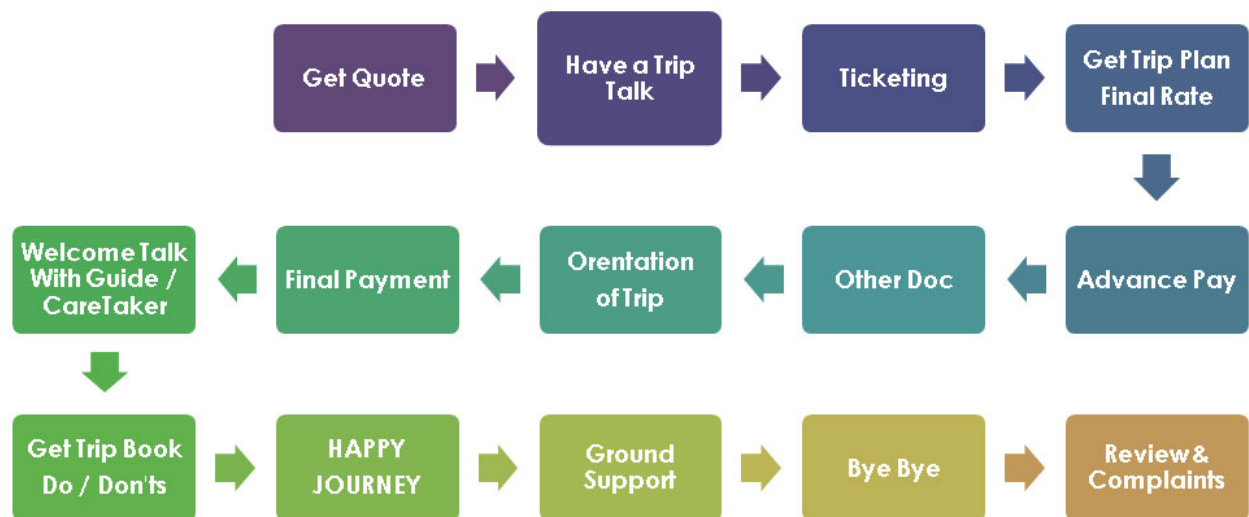 Get Quote
Have a Trip
Talk
Ticketing
Get Trip Plan
Final Rate
Advance Pay
Other Doc
Orentation
of Trip
Final Payment
Welcome Talk
With Guide /
CareTaker
Get Trip Book
Do / Don'ts
HAPPY
JOURNEY
Ground
Support
Bye Bye
Review &
Complaints